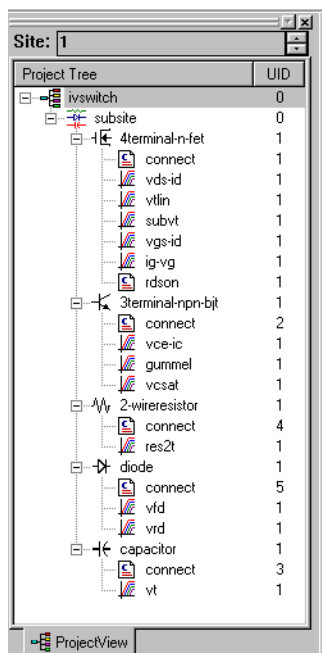 Site: 1
Project Tree UID
ivswitch 0
subsite 0
4terminal-n-fet 1
connect 1
vds-id 1
vtlin 1
subvt 1
vgs-id 1
ig-vg 1
rdson 1
3terminal-npn-bjt 1
connect 2
vce-ic 1
gummel 1
vcsat 1
2-wireresistor 1
connect 4
res2t 1
diode 1
connect 5
vfd 1
vrd 1
capacitor 1
connect 3
vt 1
ProjectView